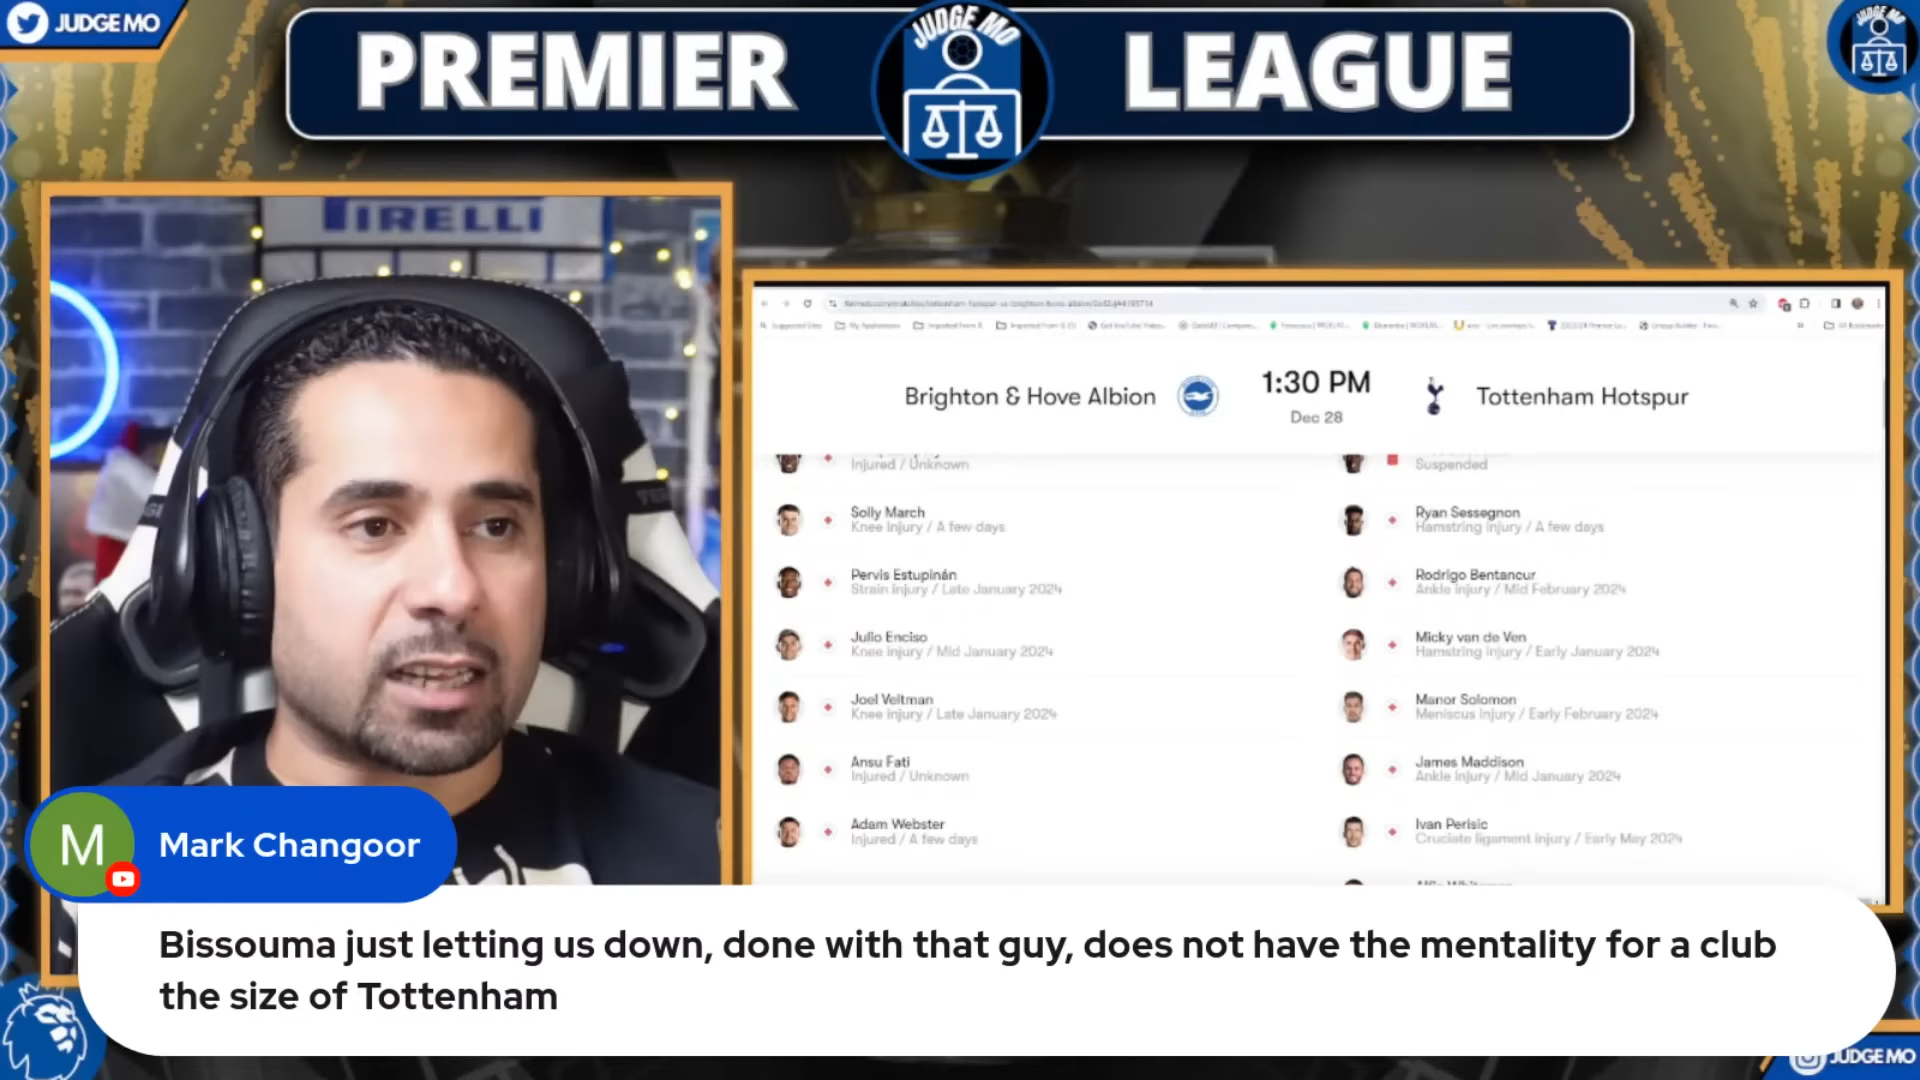 JUDGE MO
PREMIER
JUDGE MO
LEAGUE
JUDGE MO
PIRELLI
Brighton & Hove Albion
1:30 PM
Dec 28
Tottenham Hotspur
Injured / Unknown
Suspended
Solly March
Knee injury / A few days
Ryan Sessegnon
Hamstring injury / A few days
Pervis Estupinán
Strain injury / Late January 2024
Rodrigo Bentancur
Ankle injury / Mid February 2024
Julio Enciso
Knee injury / Mid January 2024
Micky van de Ven
Hamstring injury / Early January 2024
Joel Veltman
Knee injury / Late January 2024
Manor Solomon
Meniscus injury / Early February 2024
Ansu Fati
Injured / Unknown
James Maddison
Ankle injury / Mid January 2024
Adam Webster
Injured / A few days
Ivan Perisic
Cruciate ligament injury / Early May 2024
M
Mark Changoor
Bissouma just letting us down, done with that guy, does not have the mentality for a club
the size of Tottenham
JUDGE MO